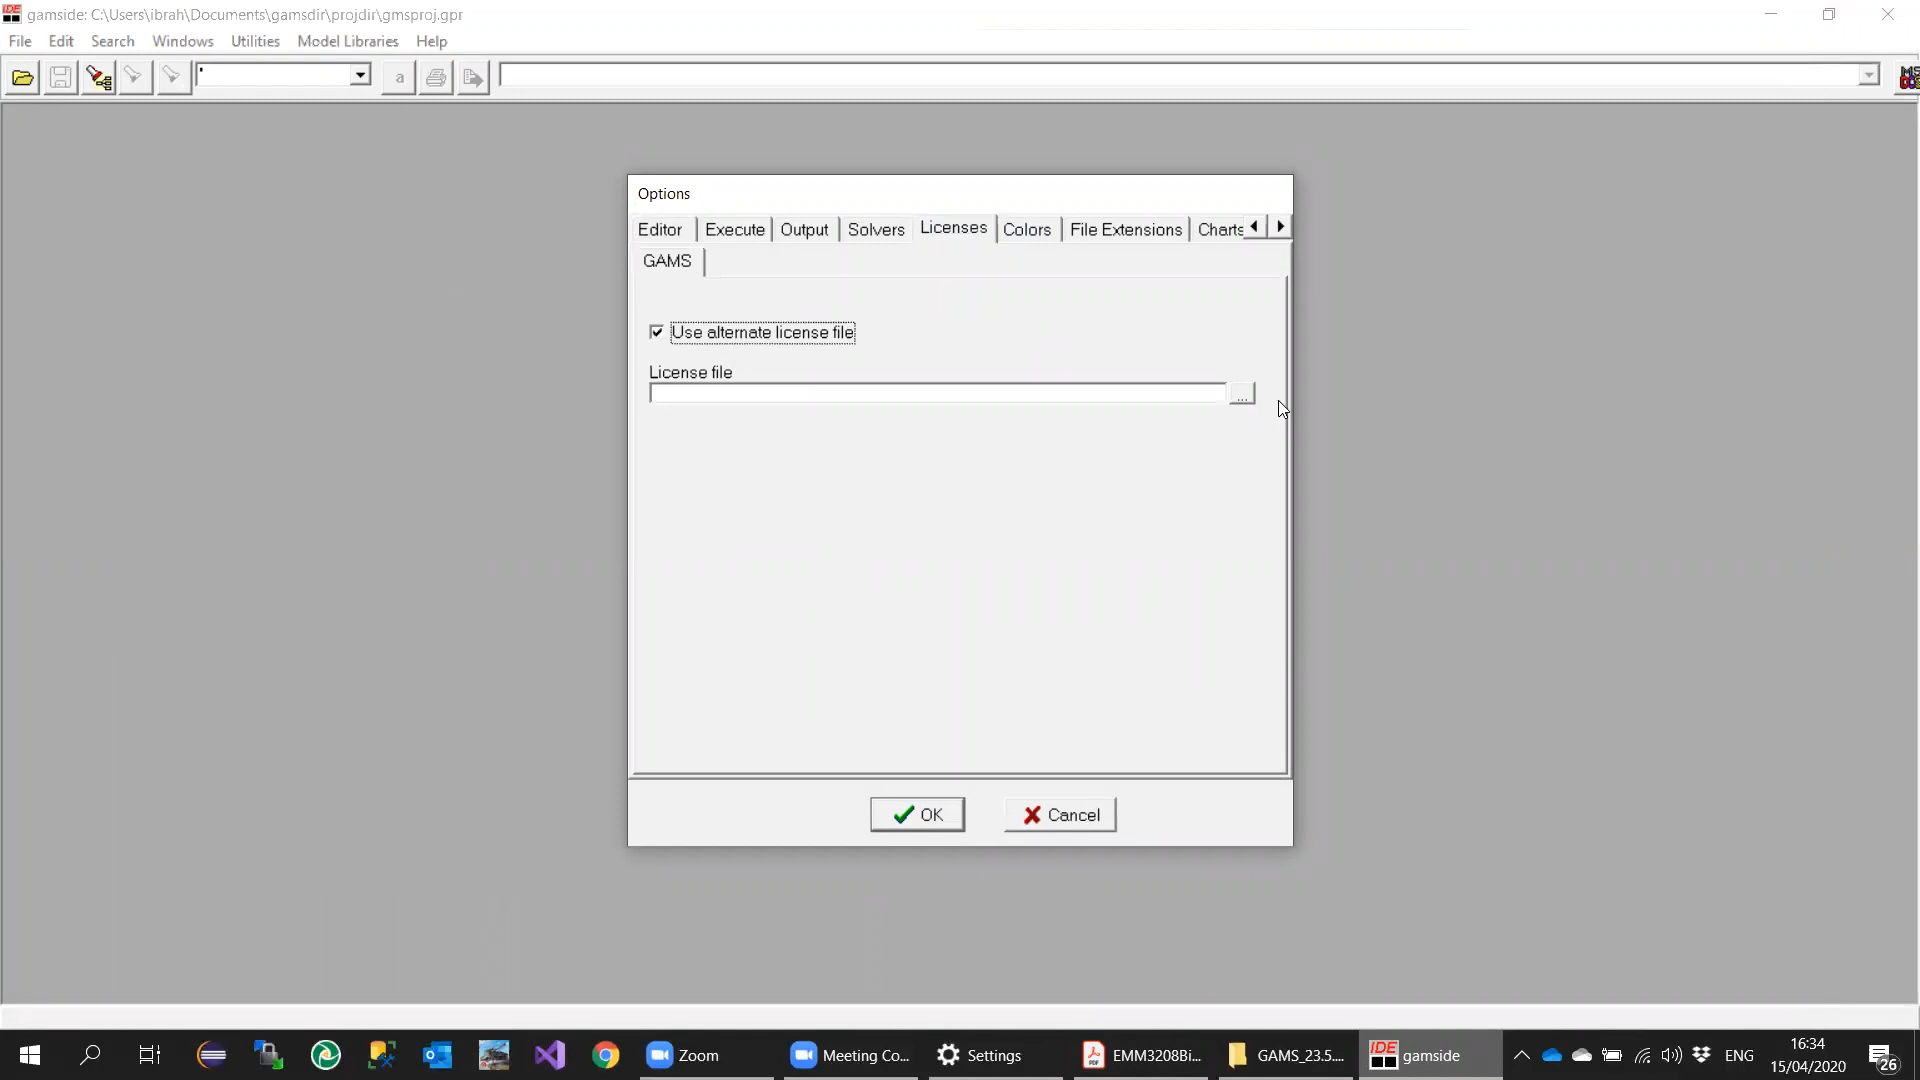 IDE gamside: C:\Users\ibrah\Documents\gamsdir\projdir\gmsproj.gpr
File Edit Search Windows Utilities Model Libraries Help
a
Options
Editor Execute Output Solvers Licenses Colors File Extensions Charts
GAMS
Use alternate license file
License file
...
OK Cancel
Zoom Meeting Co... Settings EMM3208Bi... GAMS_23.5.... IDE gamside ENG 16:34
15/04/2020 26